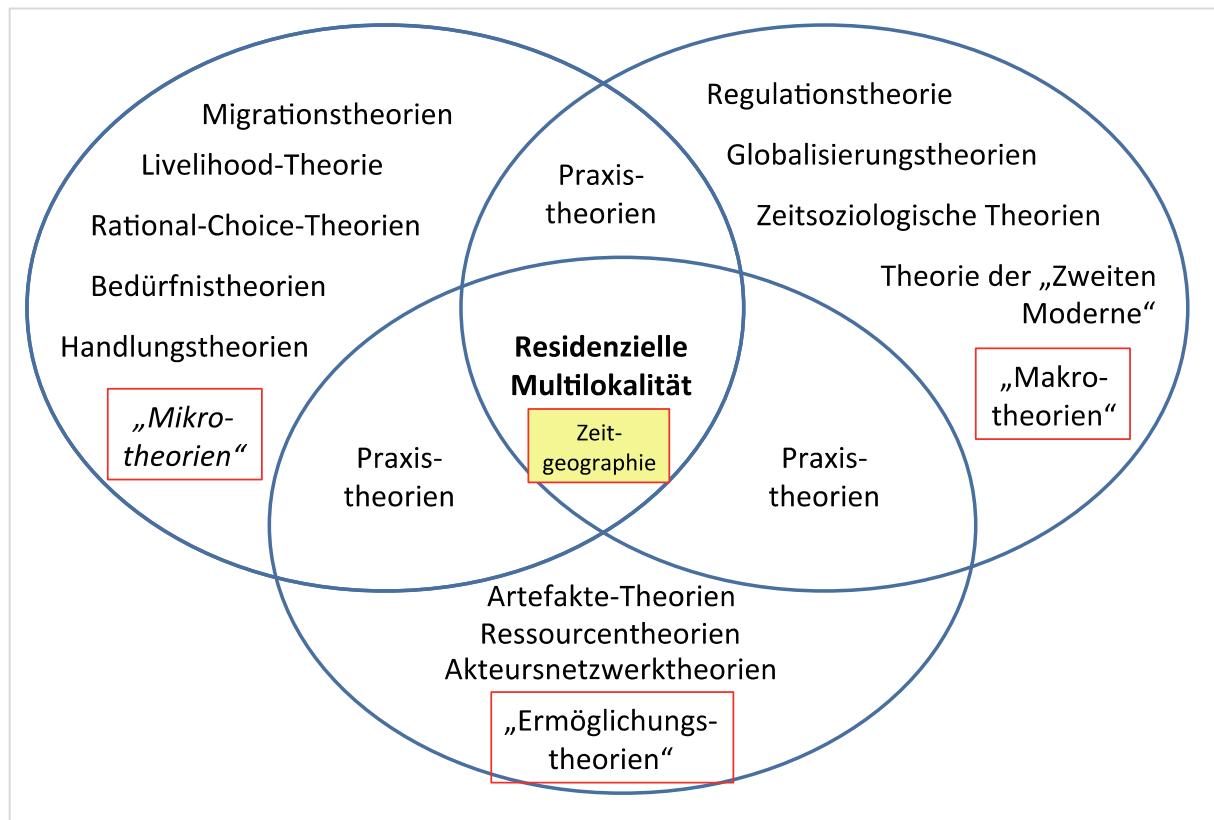 Migrationstheorien
Livelihood-Theorie
Rational-Choice-Theorien
Bedürfnistheorien
Handlungstheorien
„Mikro-
theorien“
Praxis-
theorien
Regulationstheorie
Globalisierungstheorien
Zeitsoziologische Theorien
Theorie der „Zweiten
Moderne“
„Makro-
theorien“
Residenzielle
Multilokalität
Zeit-
geographie
Praxis-
theorien
Praxis-
theorien
Artefakte-Theorien
Ressourcentheorien
Akteursnetzwerktheorien
„Ermöglichungs-
theorien“